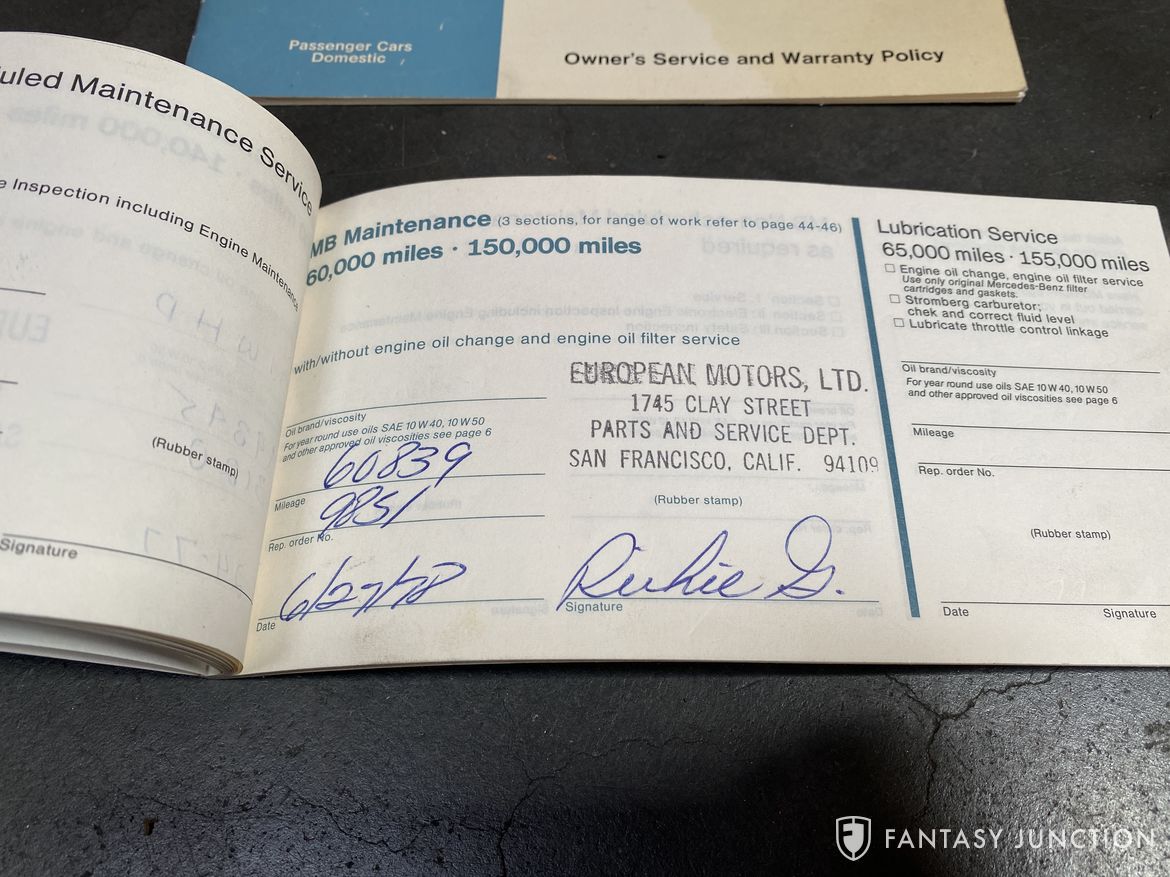 Passenger Cars
Domestic
Owner's Service and Warranty Policy
uled Maintenance Service
e Inspection including Engine Maintenance
(Rubber stamp)
Signature
MB Maintenance (3 sections, for range of work refer to page 44-46)
60,000 miles · 150,000 miles
with/without engine oil change and engine oil filter service
EUROPEAN MOTORS, LTD.
1745 CLAY STREET
PARTS AND SERVICE DEPT.
SAN FRANCISCO, CALIF. 94109
Oil brand/viscosity
For year round use oils SAE 10 W 40, 10 W 50
and other approved oil viscosities see page 6
60839
Mileage
9851
Rep. order No.
(Rubber stamp)
6/27/78
Richie G.
Date
Signature
Lubrication Service
65,000 miles · 155,000 miles
Engine oil change, engine oil filter service
Use only original Mercedes-Benz filter
cartridges and gaskets.
Stromberg carburetor;
chek and correct fluid level
Lubricate throttle control linkage
Oil brand/viscosity
For year round use oils SAE 10 W 40, 10 W 50
and other approved oil viscosities see page 6
Mileage
Rep. order No.
(Rubber stamp)
Date
Signature
FANTASY JUNCTION